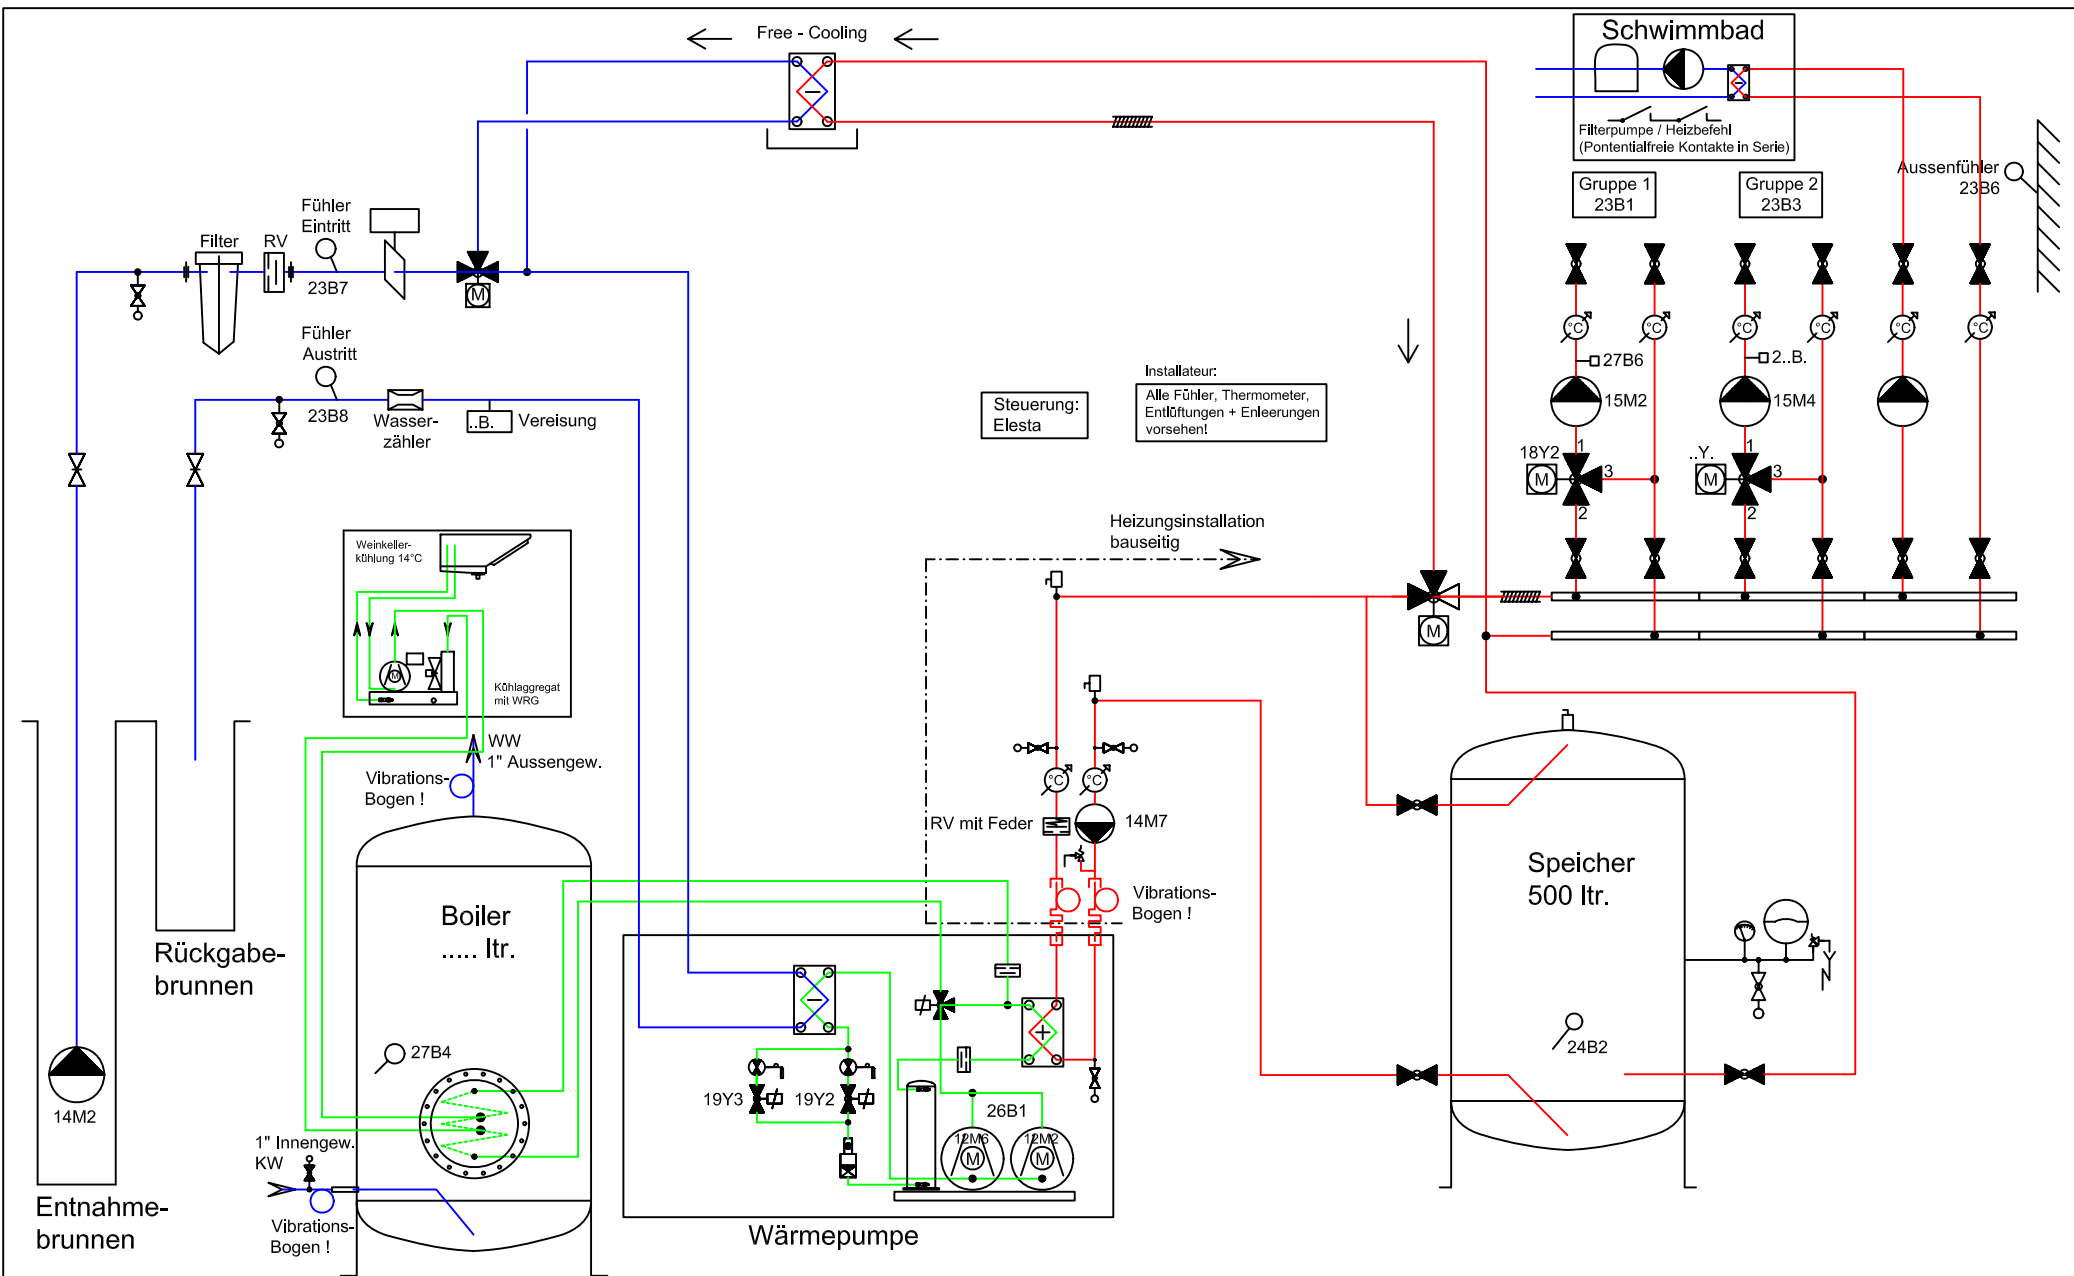 Free - Cooling
Schwimmbad
Filterpumpe / Heizbefehl
(Pontentialfreie Kontakte in Serie)
Aussenfühler
23B6
Gruppe 1
23B1
Gruppe 2
23B3
Filter
RV
Fühler
Eintritt
23B7
M
Fühler
Austritt
23B8
Wasser-
zähler
..B.
Vereisung
Steuerung:
Elesta
Installateur:
Alle Fühler, Thermometer,
Entlüftungen + Enleerungen
vorsehen!
°C
°C
°C
°C
°C
°C
27B6
2..B.
15M2
15M4
18Y2
M
1
3
2
..Y.
M
1
3
2
Heizungsinstallation
bauseitig
M
Weinkeller-
kühlung 14°C
M
Kühlaggregat
mit WRG
WW
1" Aussengew.
Vibrations-
Bogen !
°C
°C
RV mit Feder
14M7
Vibrations-
Bogen !
Speicher
500 ltr.
24B2
Boiler
..... ltr.
27B4
Rückgabe-
brunnen
14M2
Entnahme-
brunnen
1" Innengew.
KW
Vibrations-
Bogen !
19Y3
19Y2
26B1
12M6
M
12M2
M
Wärmepumpe